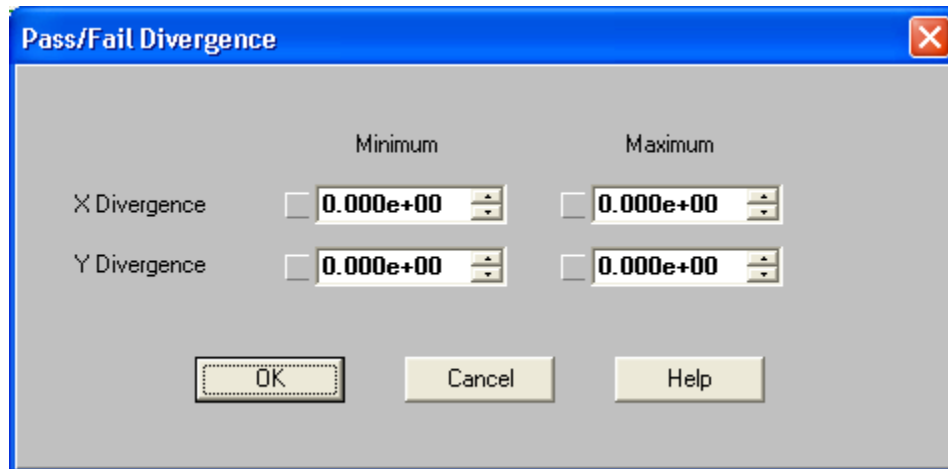 Pass/Fail Divergence
Minimum Maximum
X Divergence 0.000e+00 0.000e+00
Y Divergence 0.000e+00 0.000e+00
OK Cancel Help